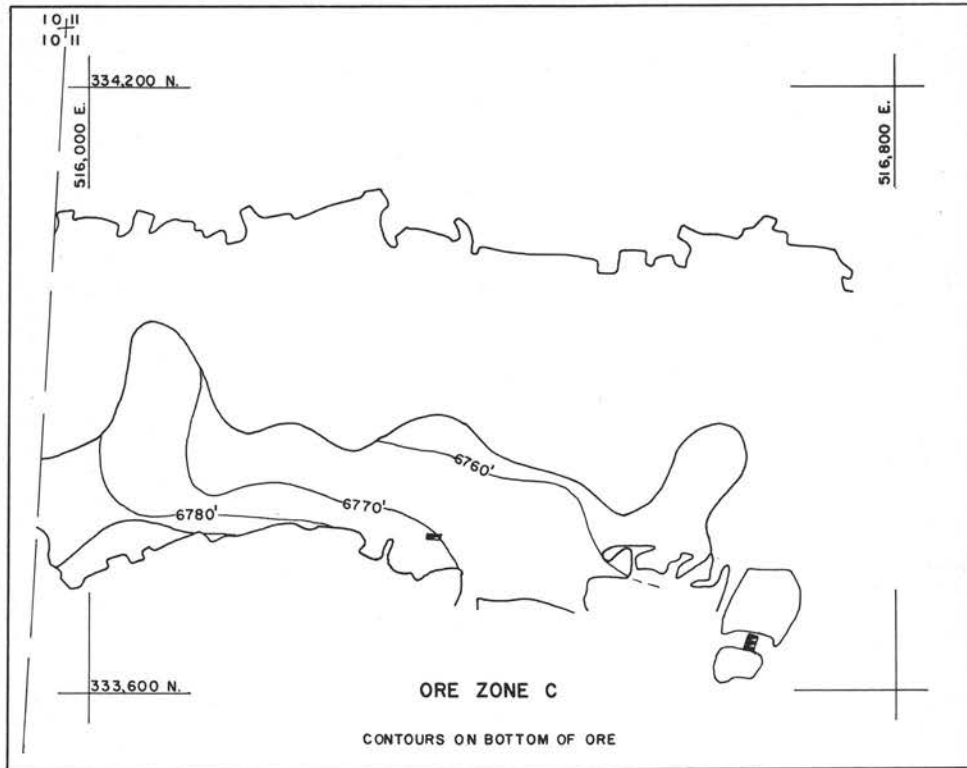 10 11
10 11
334,200 N.
516,000 E.
516,800 E.
6760'
6770'
6780'
333,600 N.
ORE ZONE C
CONTOURS ON BOTTOM OF ORE